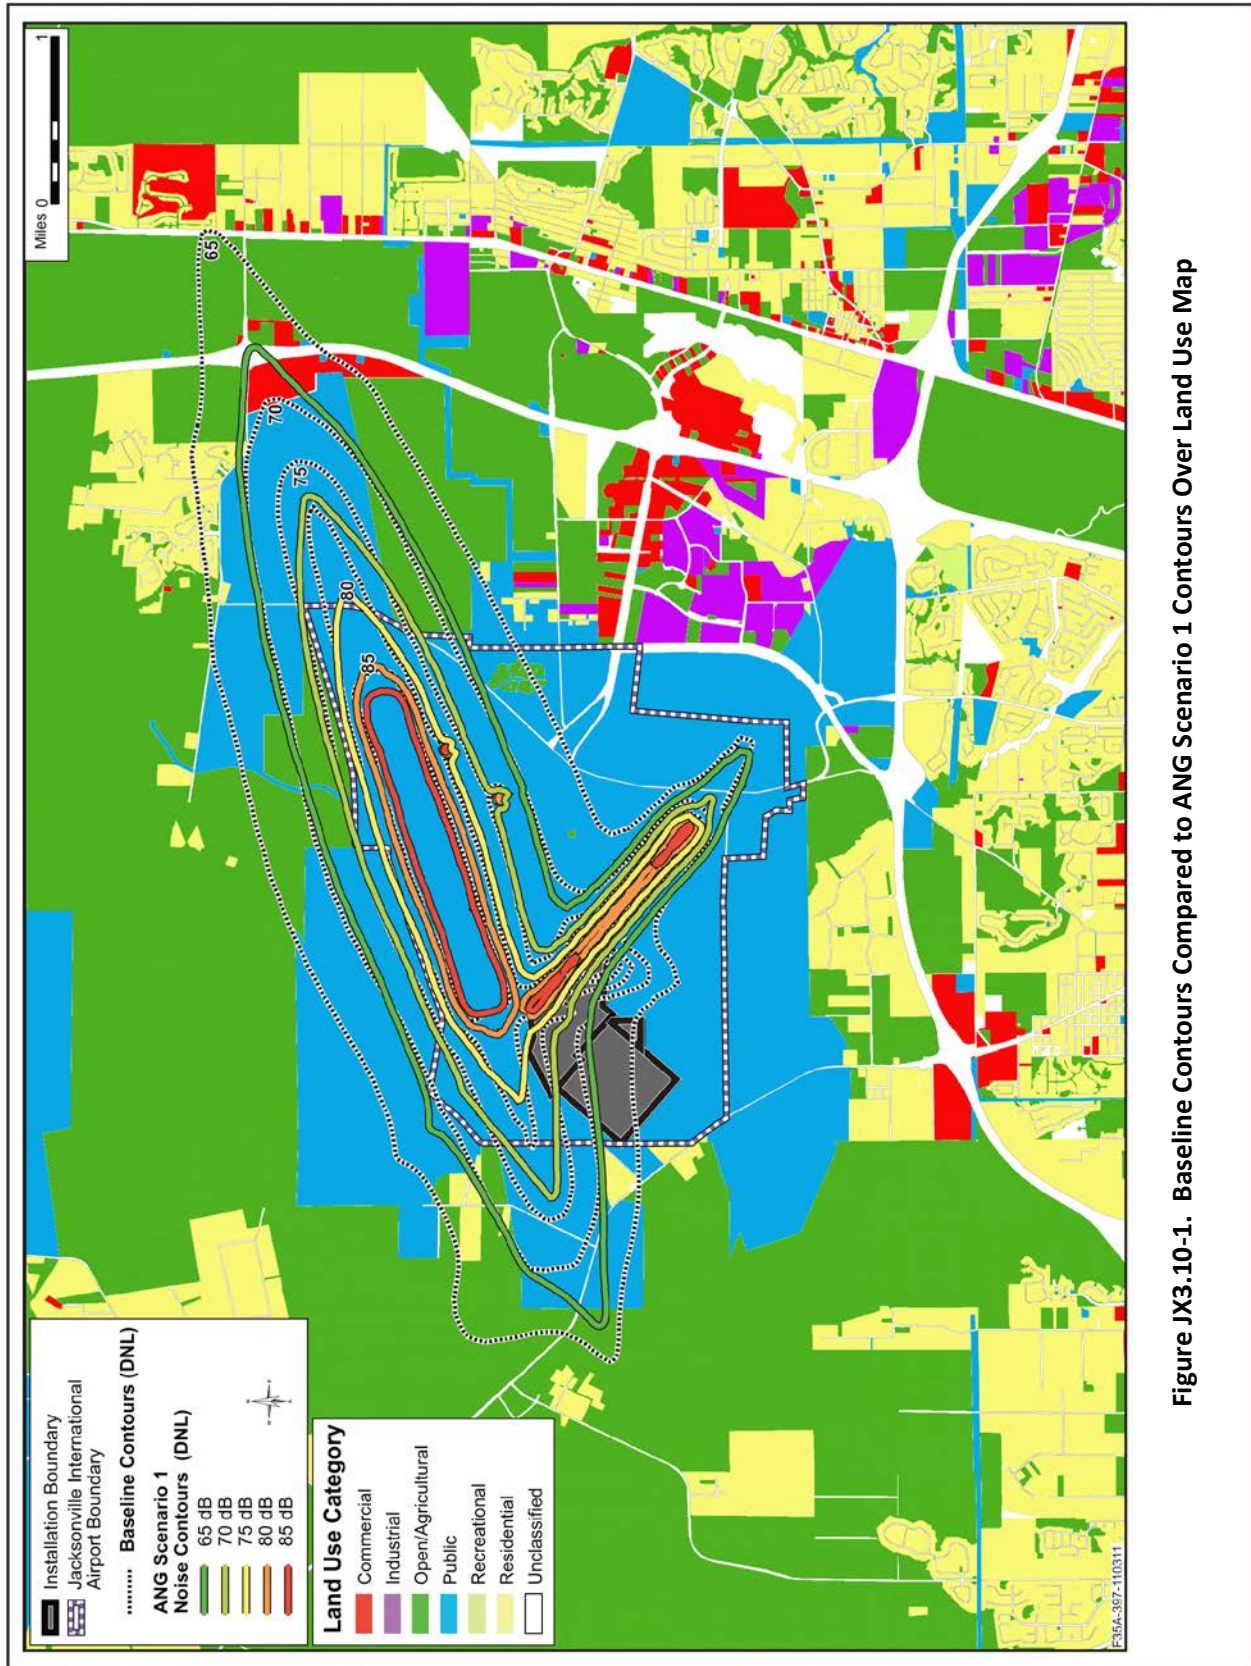 Miles 0 1
65
70
75
80
85
Installation Boundary
Jacksonville International
Airport Boundary
Baseline Contours (DNL)
ANG Scenario 1
Noise Contours (DNL)
65 dB
70 dB
75 dB
80 dB
85 dB
Land Use Category
Commercial
Industrial
Open/Agricultural
Public
Recreational
Residential
Unclassified
F35A-397-110311
Figure JX3.10-1. Baseline Contours Compared to ANG Scenario 1 Contours Over Land Use Map